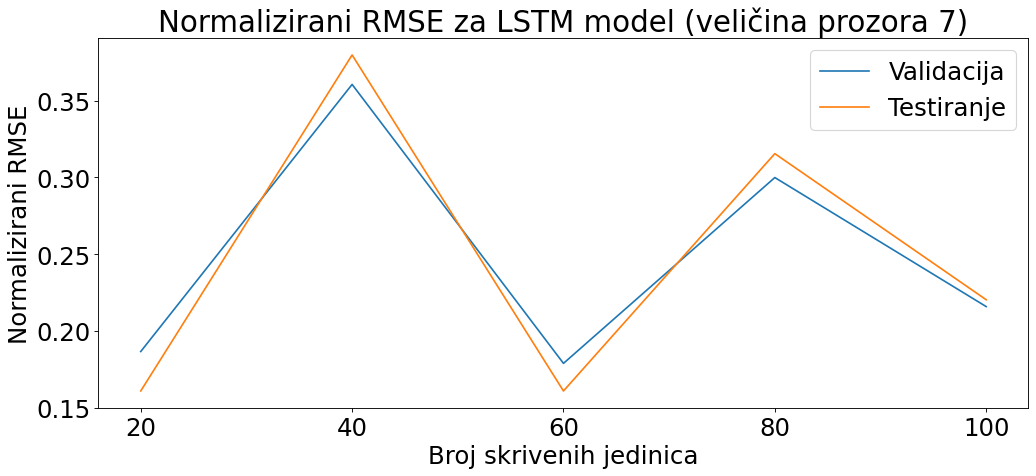 Normalizirani RMSE za LSTM model (veličina prozora 7)
Normalizirani RMSE
0.35
0.30
0.25
0.20
0.15
Validacija
Testiranje
20 40 60 80 100
Broj skrivenih jedinica